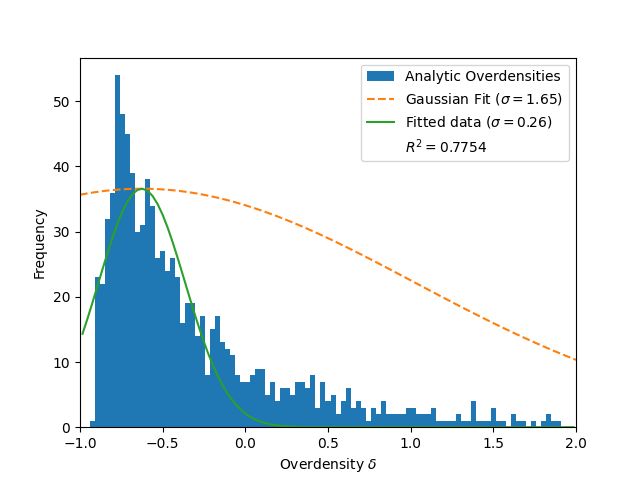 Analytic Overdensities
Gaussian Fit (σ = 1.65)
Fitted data (σ = 0.26)
R² = 0.7754
Frequency
50
40
30
20
10
0
−1.0 −0.5 0.0 0.5 1.0 1.5 2.0
Overdensity δ